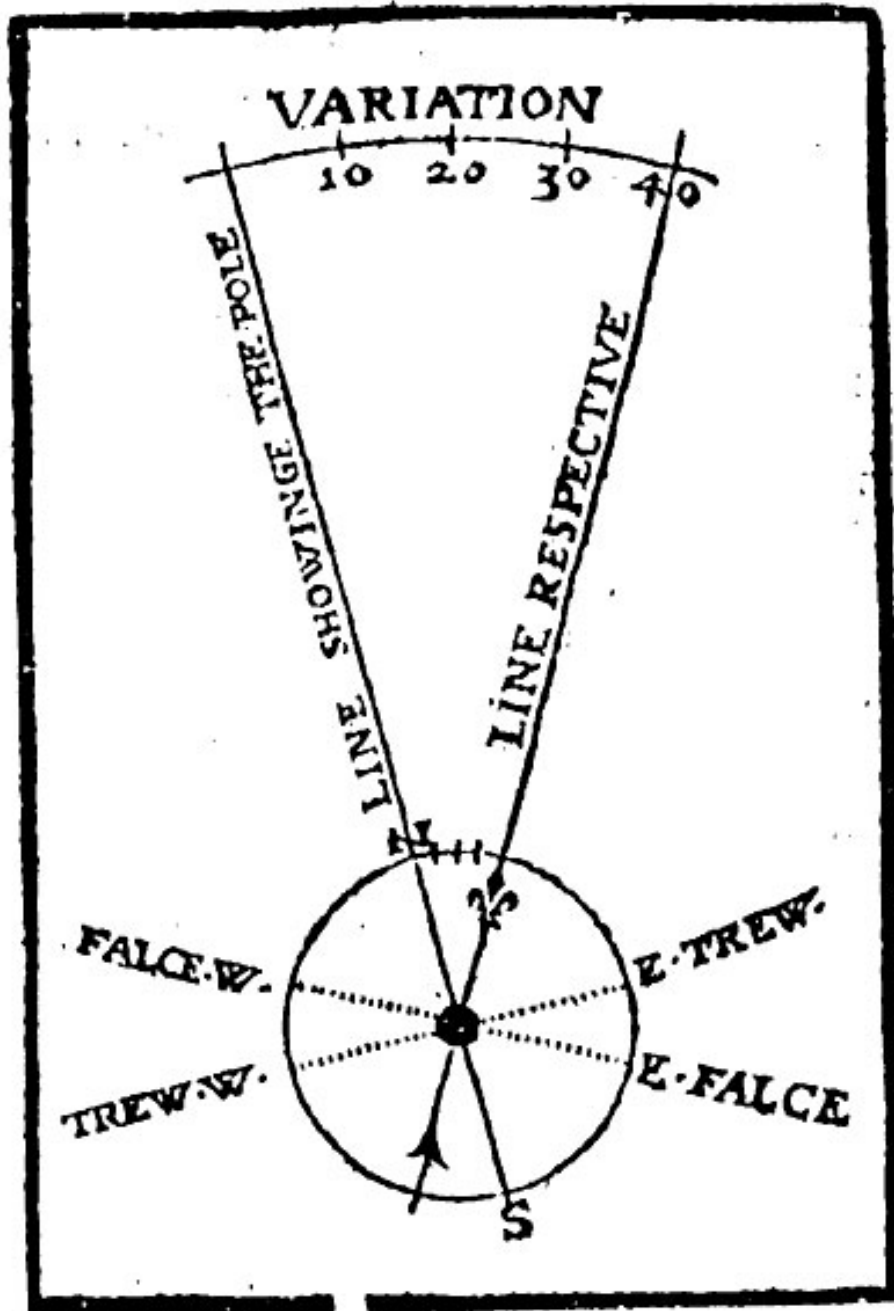 VARIATION
10 20 30 40
LINE SHOWINGE THE POLE
LINE RESPECTIVE
N
FALCE·W·
E·TREW·
TREW·W·
E·FALCE
S